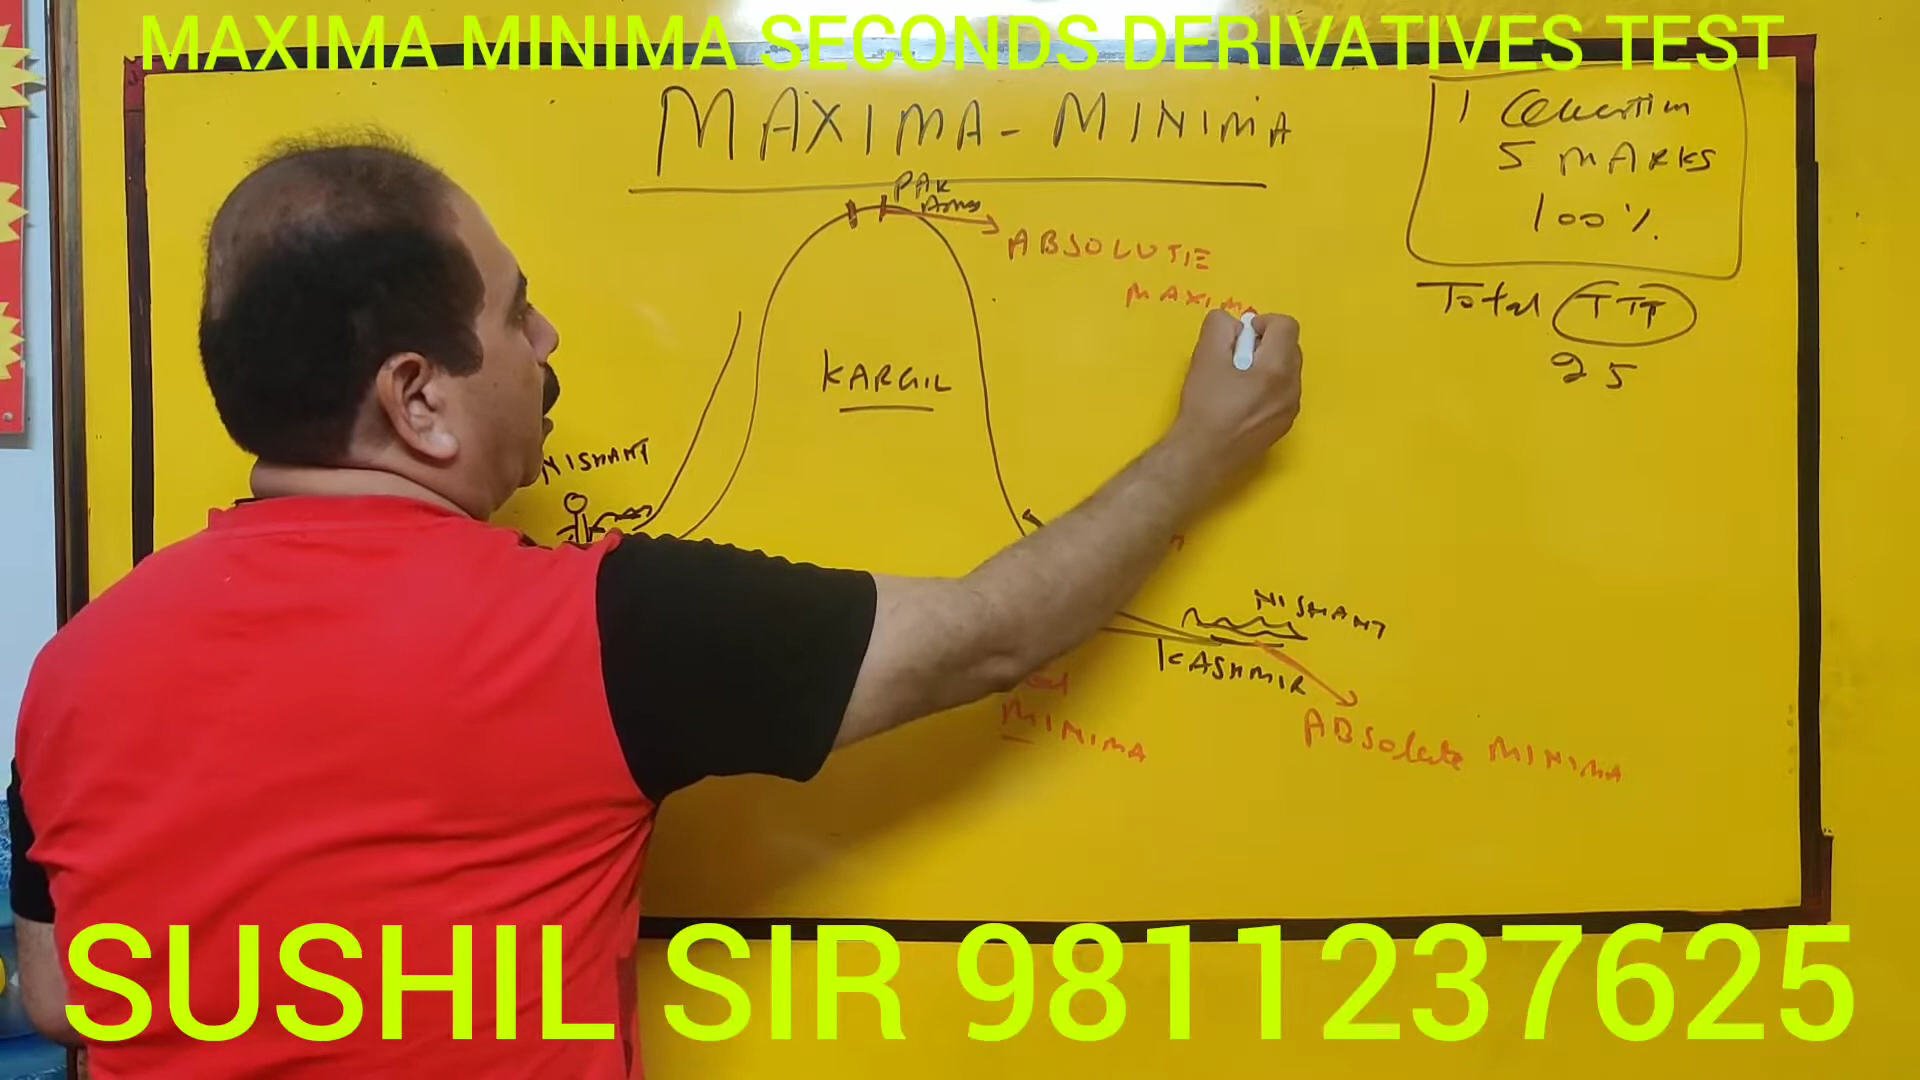 MAXIMA MINIMA SECONDS DERIVATIVES TEST
MAXIMA - MINIMA
1 Question
5 MARKS
100%
Total TTT
25
PAK
ABSOLUTE
MAXIMA
KARGIL
NISHANT
NISHANT
KASHMIR
MINIMA
ABSolute MINIMA
SUSHIL SIR 9811237625